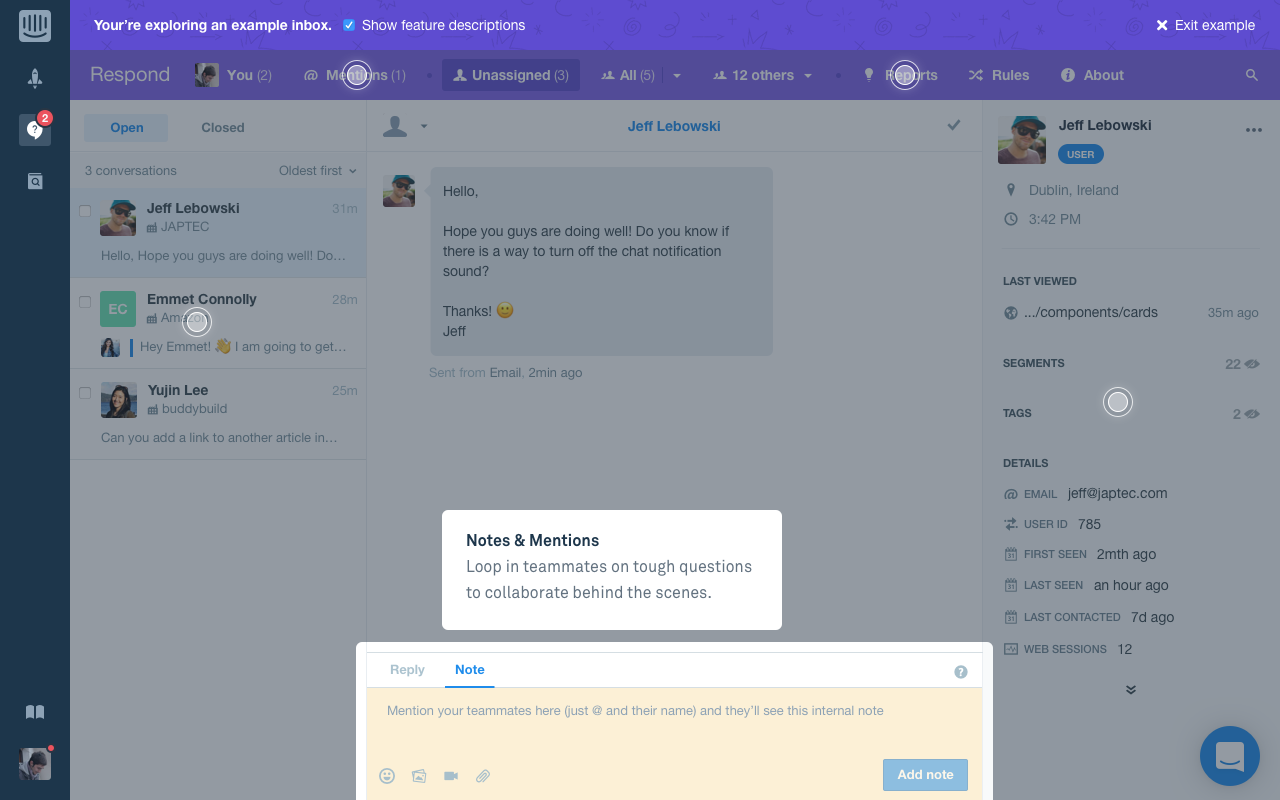 You're exploring an example inbox. Show feature descriptions
Exit example
Respond
You (2)
@ Mentions (1)
Unassigned (3)
All (5)
12 others
Reports
Rules
About
2
Open
Closed
3 conversations
Oldest first
Jeff Lebowski
31m
JAPTEC
Hello, Hope you guys are doing well! Do…
EC
Emmet Connolly
28m
Hey Emmet! 👋 I am going to get…
Yujin Lee
25m
buddybuild
Can you add a link to another article in…
Jeff Lebowski
Hello,
Hope you guys are doing well! Do you know if
there is a way to turn off the chat notification
sound?
Thanks! 🙂
Jeff
Sent from Email, 2min ago
Notes & Mentions
Loop in teammates on tough questions
to collaborate behind the scenes.
Reply
Note
?
Mention your teammates here (just @ and their name) and they'll see this internal note
Add note
Jeff Lebowski
USER
Dublin, Ireland
3:42 PM
LAST VIEWED
.../components/cards
35m ago
SEGMENTS
22
TAGS
2
DETAILS
@ EMAIL jeff@japtec.com
USER ID 785
FIRST SEEN 2mth ago
LAST SEEN an hour ago
LAST CONTACTED 7d ago
WEB SESSIONS 12